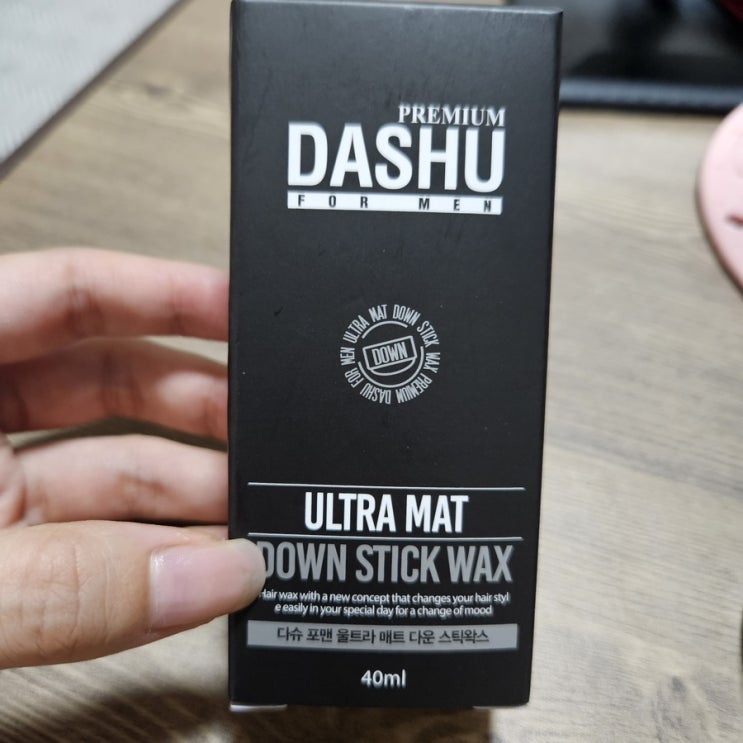 PREMIUM
DASHU
FOR MEN
DASHU FOR MEN ULTRA MAT DOWN STICK WAX PREMIUM
DOWN
ULTRA MAT
DOWN STICK WAX
Hair wax with a new concept that changes your hair styl
e easily in your special day for a change of mood
다슈 포맨 울트라 매트 다운 스틱왁스
40ml